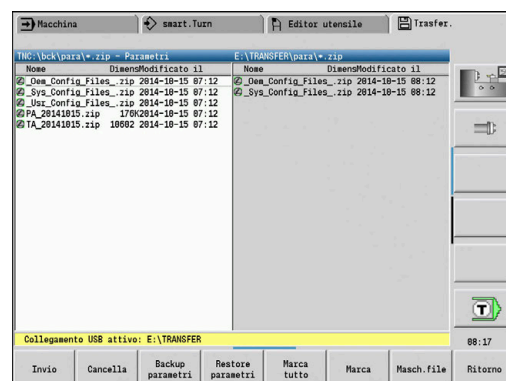 Macchina
smart.Turn
Editor utensile
Trasfer.
TNC:\bck\para\*.zip - Parametri
E:\TRANSFER\para\*.zip
Nome DimensModificato il
Nome DimensModificato il
_Oem_Config_Files_.zip 2014-10-15 07:12
_Oem_Config_Files_.zip 2014-10-15 08:12
_Sys_Config_Files_.zip 2014-10-15 07:12
_Sys_Config_Files_.zip 2014-10-15 08:12
_Usr_Config_Files_.zip 2014-10-15 07:12
PA_20141015.zip 176K2014-10-15 07:12
TA_20141015.zip 10602 2014-10-15 07:12
T
Collegamento USB attivo: E:\TRANSFER
08:17
Invio
Cancella
Backup parametri
Restore parametri
Marca tutto
Marca
Masch.file
Ritorno